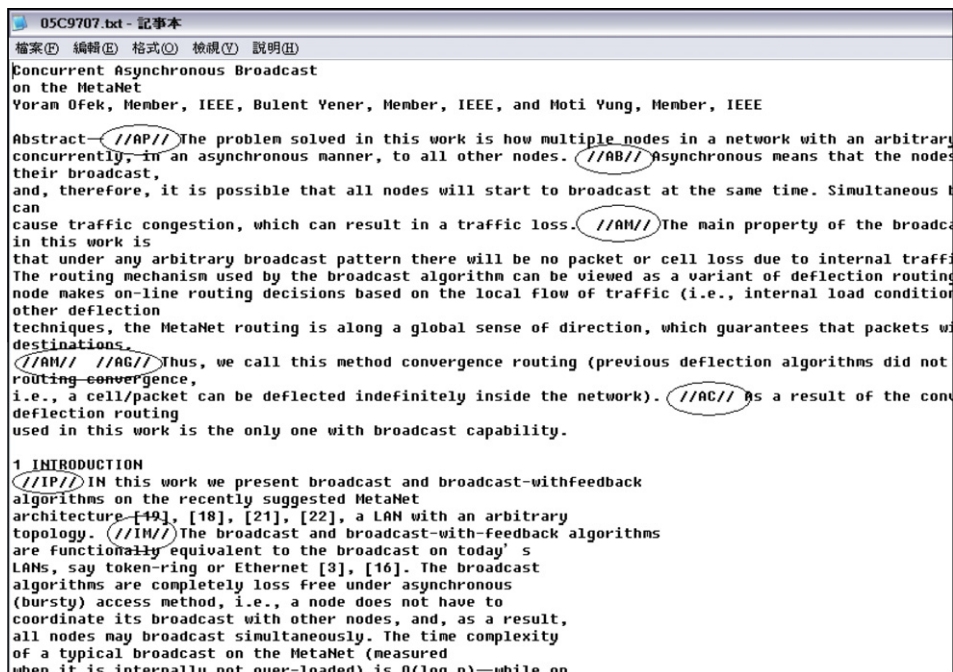 05C9707.txt - 記事本
檔案(F) 編輯(E) 格式(O) 檢視(V) 說明(H)
Concurrent Asynchronous Broadcast
on the MetaNet
Yoram Ofek, Member, IEEE, Bulent Yener, Member, IEEE, and Moti Yung, Member, IEEE
Abstract— //AP// The problem solved in this work is how multiple nodes in a network with an arbitrary
concurrently, in an asynchronous manner, to all other nodes. //AB// Asynchronous means that the nodes
their broadcast,
and, therefore, it is possible that all nodes will start to broadcast at the same time. Simultaneous b
can
cause traffic congestion, which can result in a traffic loss. //AM// The main property of the broadca
in this work is
that under any arbitrary broadcast pattern there will be no packet or cell loss due to internal traffi
The routing mechanism used by the broadcast algorithm can be viewed as a variant of deflection routing
node makes on-line routing decisions based on the local flow of traffic (i.e., internal load condition
other deflection
techniques, the MetaNet routing is along a global sense of direction, which guarantees that packets wi
destinations.
//AM// //AG// Thus, we call this method convergence routing (previous deflection algorithms did not
routing convergence,
i.e., a cell/packet can be deflected indefinitely inside the network). //AC// As a result of the conv
deflection routing
used in this work is the only one with broadcast capability.
1 INTRODUCTION
//IP// IN this work we present broadcast and broadcast-withfeedback
algorithms on the recently suggested MetaNet
architecture [19], [18], [21], [22], a LAN with an arbitrary
topology. //IM// The broadcast and broadcast-with-feedback algorithms
are functionally equivalent to the broadcast on today's
LANs, say token-ring or Ethernet [3], [16]. The broadcast
algorithms are completely loss free under asynchronous
(bursty) access method, i.e., a node does not have to
coordinate its broadcast with other nodes, and, as a result,
all nodes may broadcast simultaneously. The time complexity
of a typical broadcast on the MetaNet (measured
when it is internally not over-loaded) is O(log n)—while on